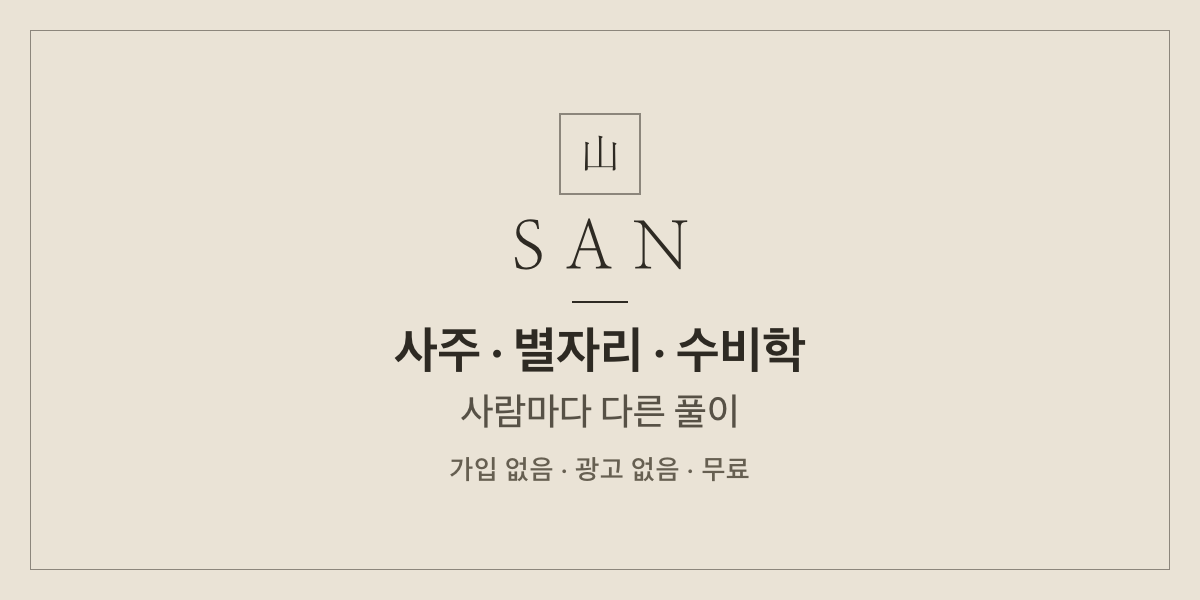 山
SAN
사주 · 별자리 · 수비학
사람마다 다른 풀이
가입 없음 · 광고 없음 · 무료